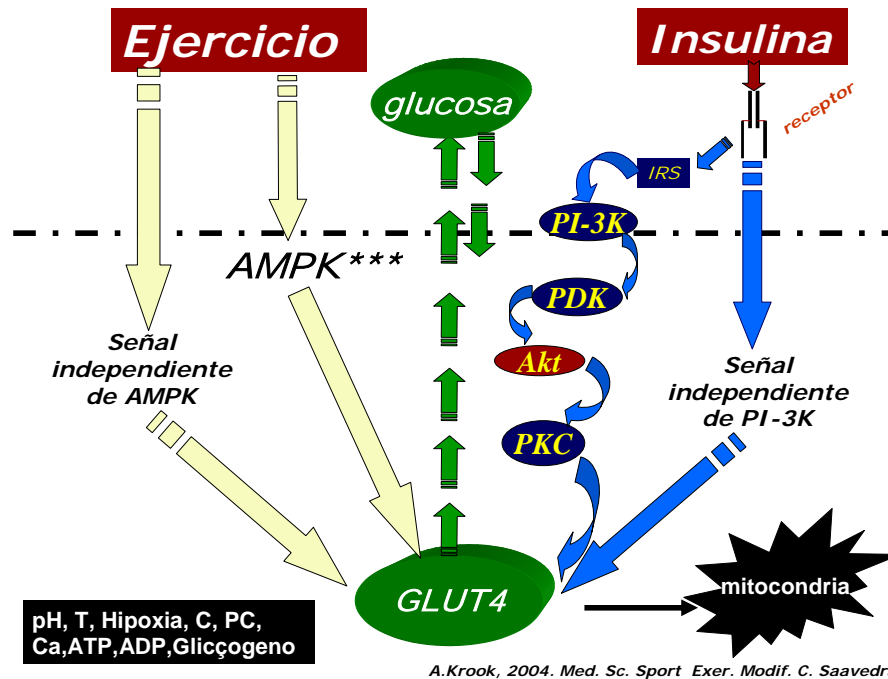 Ejercicio
Insulina
glucosa
receptor
IRS
PI-3K
AMPK***
PDK
Señal
independiente
de AMPK
Akt
Señal
independiente
de PI-3K
PKC
mitocondria
GLUT4
pH, T, Hipoxia, C, PC,
Ca,ATP,ADP,Glicçogeno
A.Krook, 2004. Med. Sc. Sport Exer. Modif. C. Saavedr